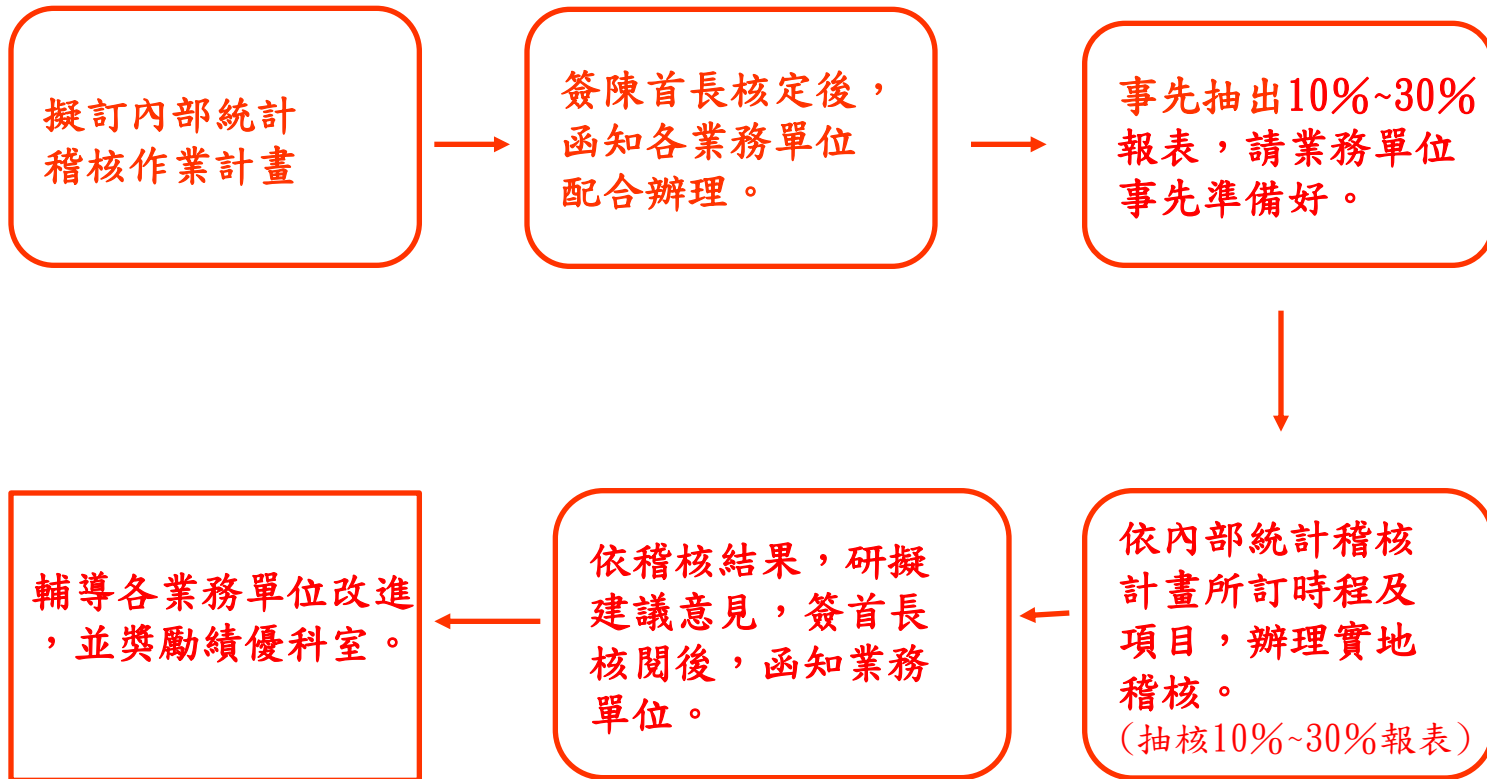 擬訂內部統計
稽核作業計畫
簽陳首長核定後，
函知各業務單位
配合辦理。
事先抽出10%~30%
報表，請業務單位
事先準備好。
依內部統計稽核
計畫所訂時程及
項目，辦理實地
稽核。
(抽核10%~30%報表)
依稽核結果，研擬
建議意見，簽首長
核閱後，函知業務
單位。
輔導各業務單位改進
，並獎勵績優科室。